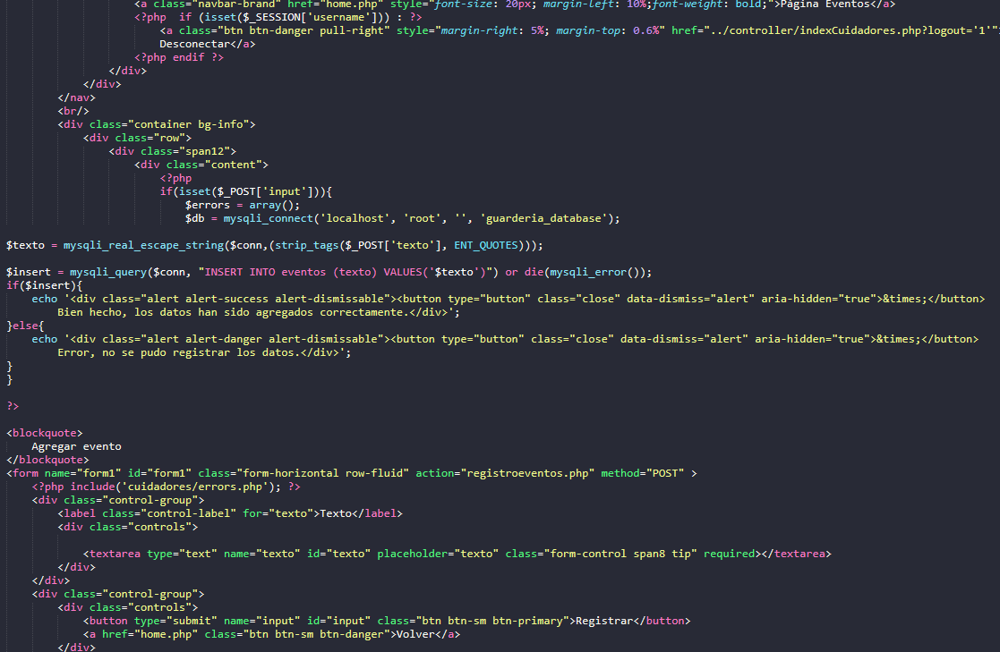 <a class="navbar-brand" href="home.php" style="font-size: 20px; margin-left: 10%;font-weight: bold;">Página Eventos</a>
<?php  if (isset($_SESSION['username'])) : ?>
<a class="btn btn-danger pull-right" style="margin-right: 5%; margin-top: 0.6%" href="../controller/indexCuidadores.php?logout='1'"
Desconectar</a>
<?php endif ?>
</div>
</div>
</nav>
<br/>
<div class="container bg-info">
<div class="row">
<div class="span12">
<div class="content">
<?php
if(isset($_POST['input'])){
$errors = array();
$db = mysqli_connect('localhost', 'root', '', 'guarderia_database');
$texto = mysqli_real_escape_string($conn,(strip_tags($_POST['texto'], ENT_QUOTES)));
$insert = mysqli_query($conn, "INSERT INTO eventos (texto) VALUES('$texto')") or die(mysqli_error());
if($insert){
echo '<div class="alert alert-success alert-dismissable"><button type="button" class="close" data-dismiss="alert" aria-hidden="true">&times;</button>
Bien hecho, los datos han sido agregados correctamente.</div>';
}else{
echo '<div class="alert alert-danger alert-dismissable"><button type="button" class="close" data-dismiss="alert" aria-hidden="true">&times;</button>
Error, no se pudo registrar los datos.</div>';
}
}
?>
<blockquote>
Agregar evento
</blockquote>
<form name="form1" id="form1" class="form-horizontal row-fluid" action="registroeventos.php" method="POST" >
<?php include('cuidadores/errors.php'); ?>
<div class="control-group">
<label class="control-label" for="texto">Texto</label>
<div class="controls">
<textarea type="text" name="texto" id="texto" placeholder="texto" class="form-control span8 tip" required></textarea>
</div>
</div>
<div class="control-group">
<div class="controls">
<button type="submit" name="input" id="input" class="btn btn-sm btn-primary">Registrar</button>
<a href="home.php" class="btn btn-sm btn-danger">Volver</a>
</div>